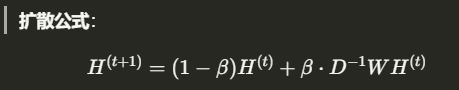 扩散公式:
H^{(t+1)} = (1 − β)H^{(t)} + β · D^{−1}WH^{(t)}